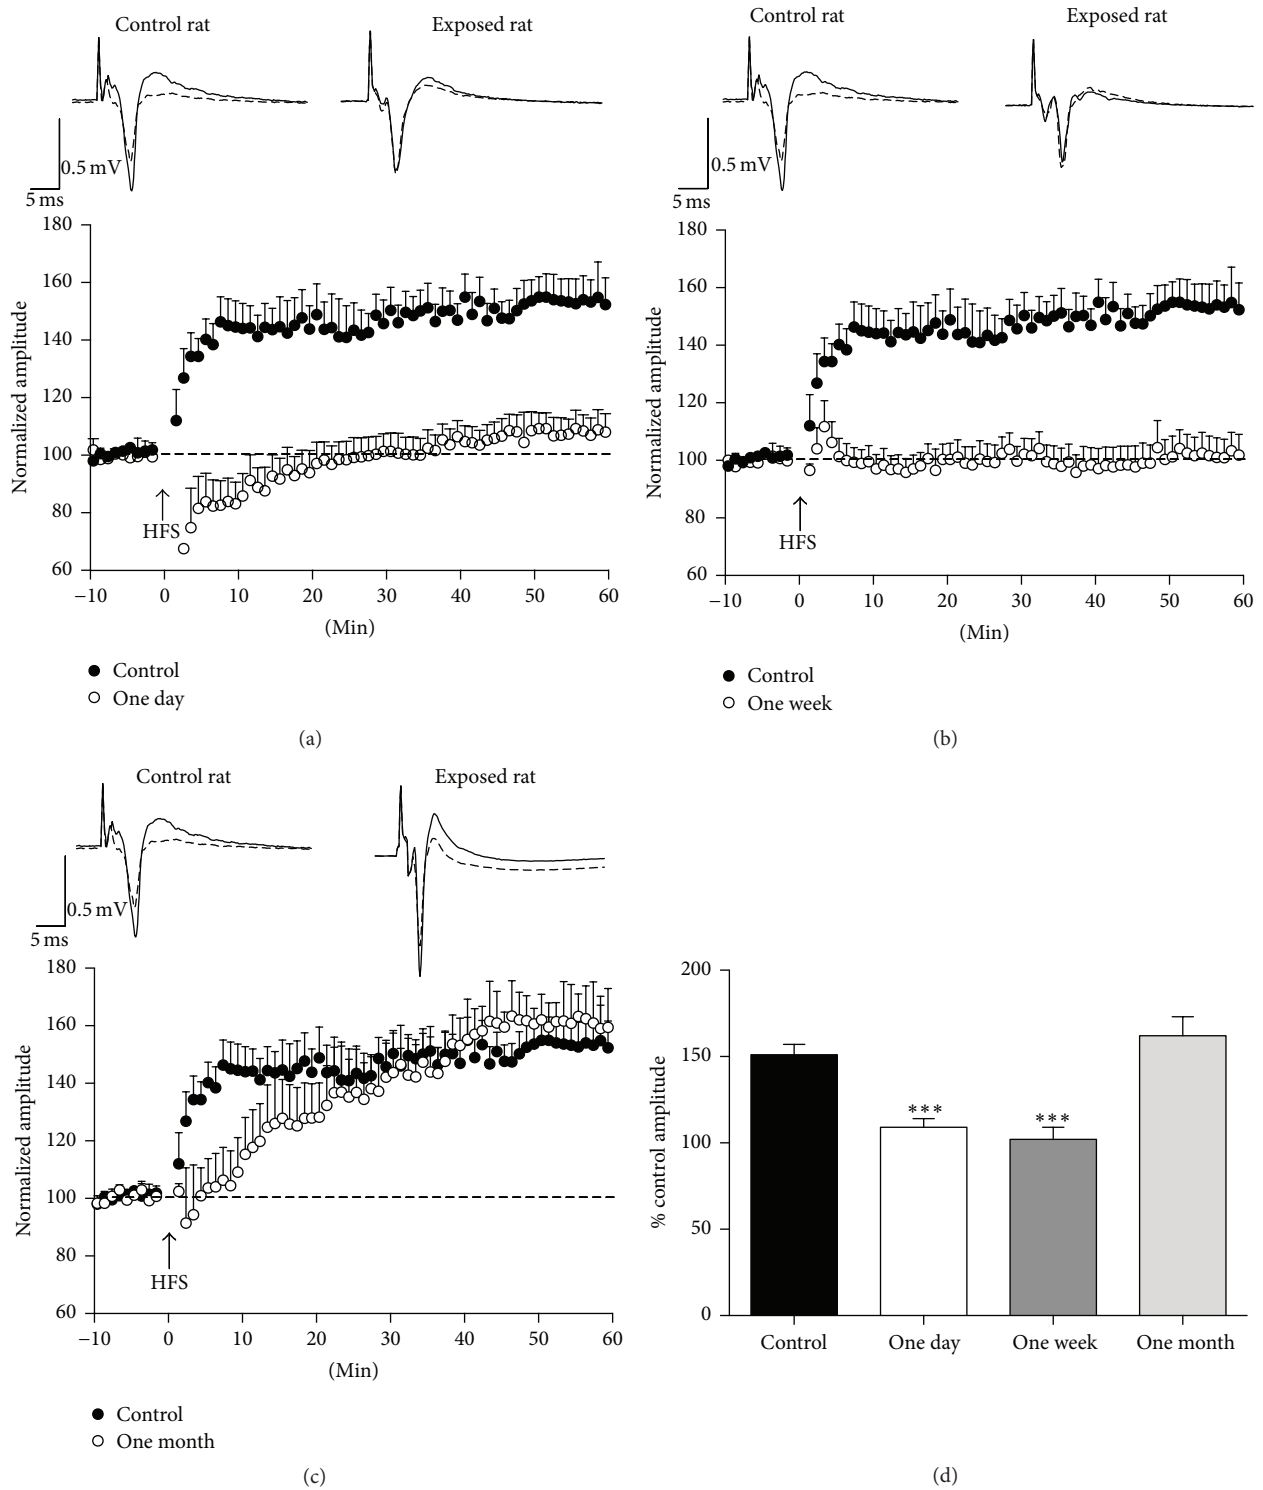 Control rat
Exposed rat
0.5 mV
5 ms
180
160
140
120
100
80
60
Normalized amplitude
HFS
−10 0 10 20 30 40 50 60
(Min)
Control
One day
(a)
Control rat
Exposed rat
0.5 mV
5 ms
180
160
140
120
100
80
60
Normalized amplitude
HFS
−10 0 10 20 30 40 50 60
(Min)
Control
One week
(b)
Control rat
Exposed rat
0.5 mV
5 ms
180
160
140
120
100
80
60
Normalized amplitude
HFS
−10 0 10 20 30 40 50 60
(Min)
Control
One month
(c)
200
150
100
50
0
% control amplitude
***
***
Control One day One week One month
(d)